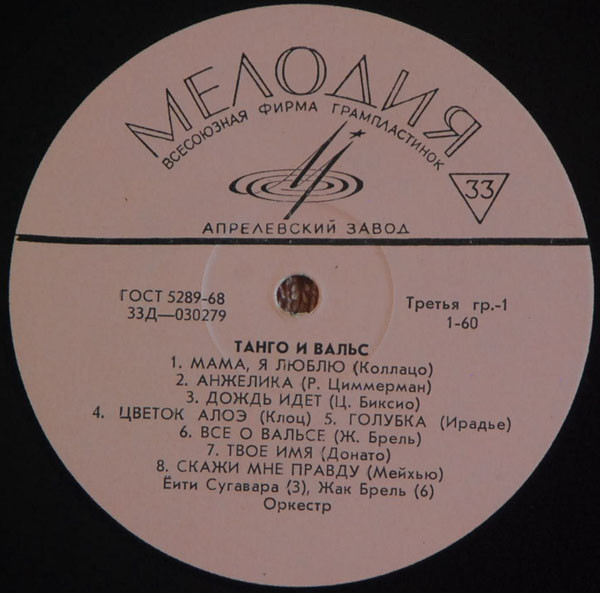 МЕЛОДИЯ
ВСЕСОЮЗНАЯ ФИРМА ГРАМПЛАСТИНОК
33
АПРЕЛЕВСКИЙ ЗАВОД
ГОСТ 5289-68
33Д—030279
Третья гр.-1
1-60
ТАНГО И ВАЛЬС
1. МАМА, Я ЛЮБЛЮ (Коллацо)
2. АНЖЕЛИКА (Р. Циммерман)
3. ДОЖДЬ ИДЕТ (Ц. Биксио)
4. ЦВЕТОК АЛОЭ (Клоц) 5. ГОЛУБКА (Ирадье)
6. ВСЕ О ВАЛЬСЕ (Ж. Брель)
7. ТВОЕ ИМЯ (Донато)
8. СКАЖИ МНЕ ПРАВДУ (Мейхью)
Ёити Сугавара (3), Жак Брель (6)
Оркестр